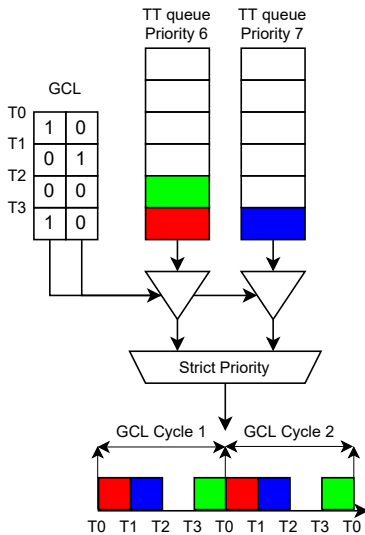 TT queue
Priority 6
TT queue
Priority 7
GCL
T0
1 0
T1
0 1
T2
0 0
T3
1 0
Strict Priority
GCL Cycle 1 GCL Cycle 2
T0 T1 T2 T3 T0 T1 T2 T3 T0